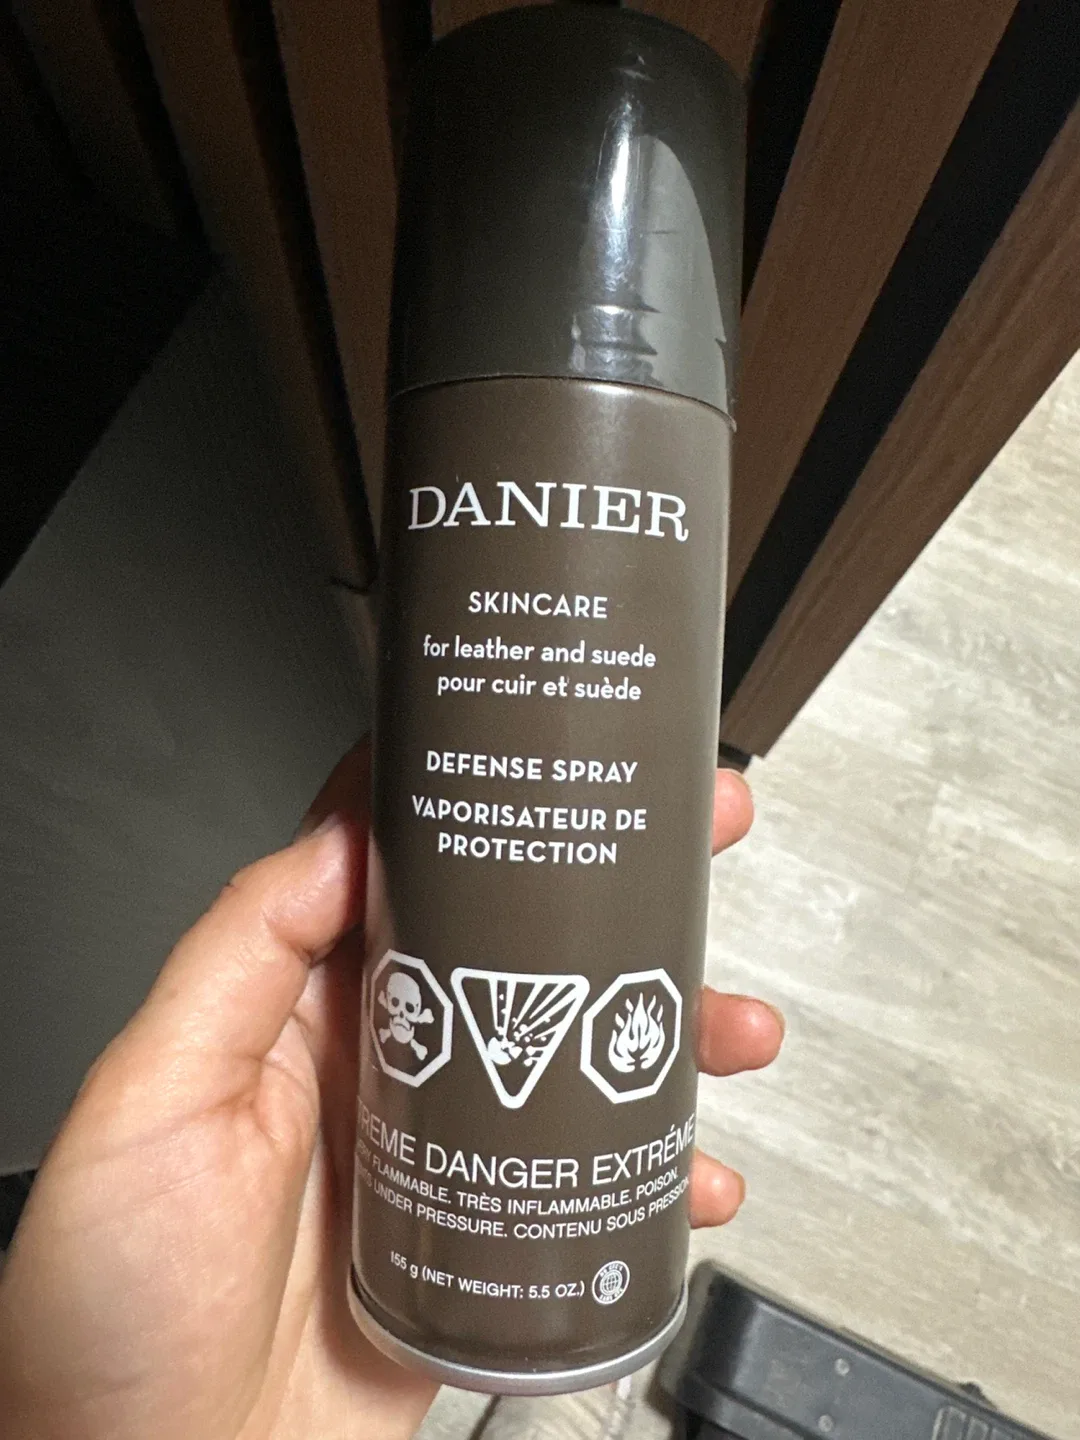 DANIER
SKINCARE
for leather and suede
pour cuir et suède
DEFENSE SPRAY
VAPORISATEUR DE
PROTECTION
DANGER EXTRÉME
FLAMMABLE. TRÈS INFLAMMABLE. POISON.
UNDER PRESSURE. CONTENU SOUS PRESSION
155 g (NET WEIGHT: 5.5 OZ.)